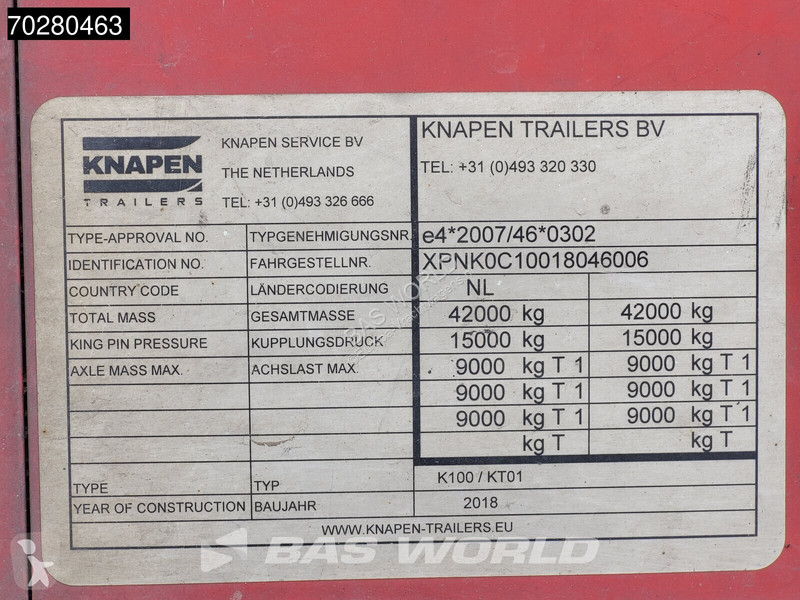 70280463
KNAPEN
TRAILERS
KNAPEN SERVICE BV
THE NETHERLANDS
TEL: +31 (0)493 326 666
KNAPEN TRAILERS BV
TEL: +31 (0)493 320 330
TYPE-APPROVAL NO. TYPGENEHMIGUNGSNR. e4*2007/46*0302
IDENTIFICATION NO. FAHRGESTELLNR. XPNK0C10018046006
COUNTRY CODE LÄNDERCODIERUNG NL
TOTAL MASS GESAMTMASSE 42000 kg 42000 kg
KING PIN PRESSURE KUPPLUNGSDRUCK 15000 kg 15000 kg
AXLE MASS MAX. ACHSLAST MAX. 9000 kg T 1 9000 kg T 1
9000 kg T 1 9000 kg T 1
9000 kg T 1 9000 kg T 1
kg T kg T
TYPE TYP K100 / KT01
YEAR OF CONSTRUCTION BAUJAHR 2018
WWW.KNAPEN-TRAILERS.EU
BAS WORLD
BAS WORLD